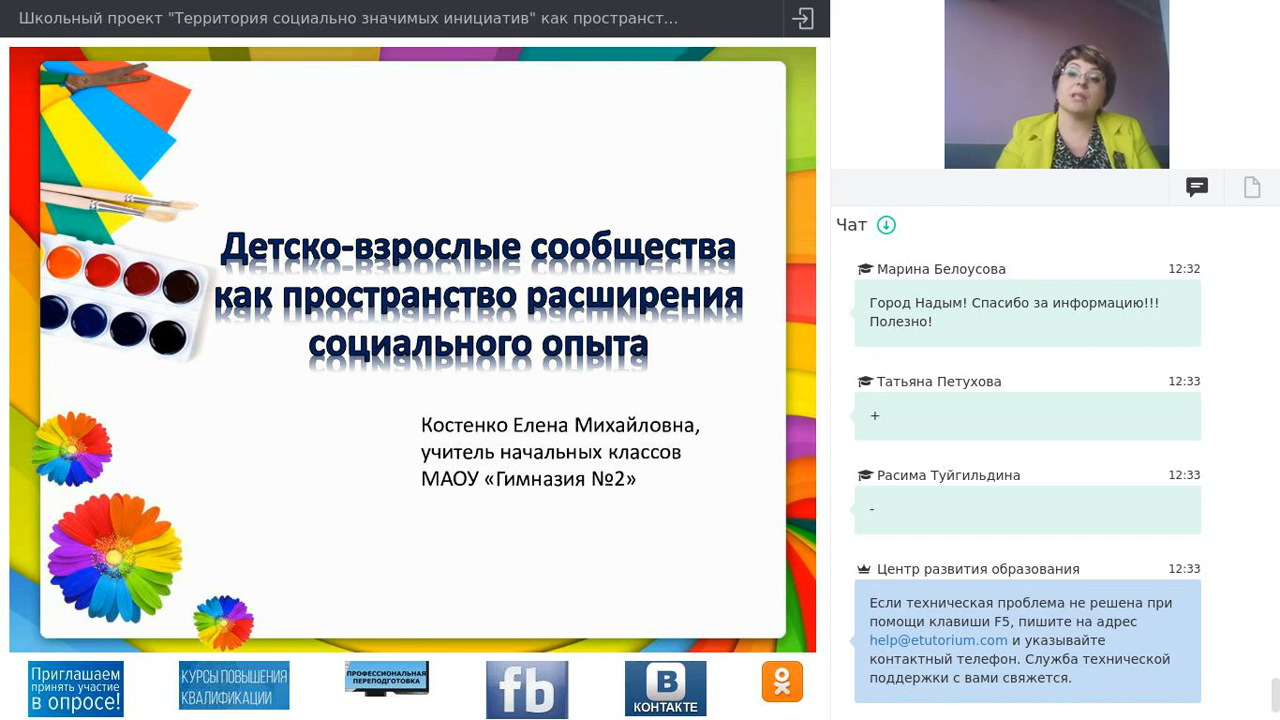 Школьный проект "Территория социально значимых инициатив" как пространст...
Детско-взрослые сообщества
как пространство расширения
социального опыта
Костенко Елена Михайловна,
учитель начальных классов
МАОУ «Гимназия №2»
Приглашаем
принять участие
в опросе!
КУРСЫ ПОВЫШЕНИЯ
КВАЛИФИКАЦИИ
ПРОФЕССИОНАЛЬНАЯ
ПЕРЕПОДГОТОВКА
fb
В
КОНТАКТЕ
Чат
Марина Белоусова 12:32
Город Надым! Спасибо за информацию!!!
Полезно!
Татьяна Петухова 12:33
+
Расима Туйгильдина 12:33
-
Центр развития образования 12:33
Если техническая проблема не решена при
помощи клавиши F5, пишите на адрес
help@etutorium.com и указывайте
контактный телефон. Служба технической
поддержки с вами свяжется.